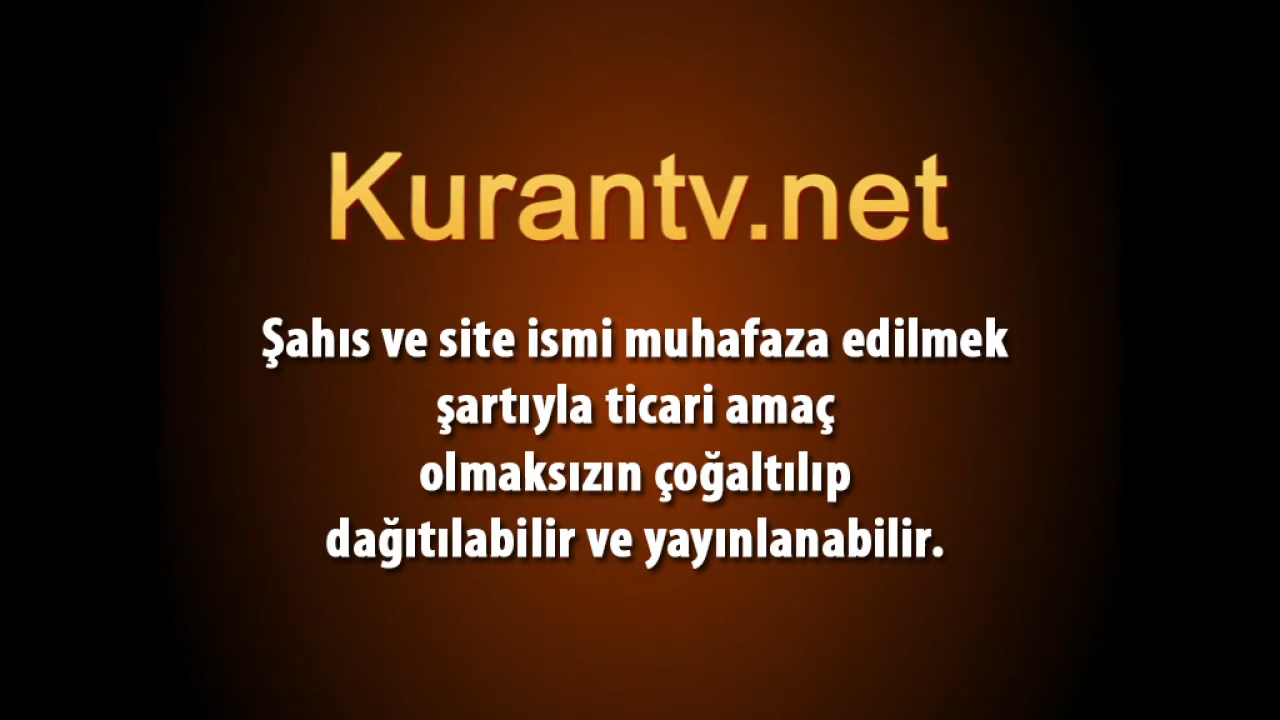 Kurantv.net
Şahıs ve site ismi muhafaza edilmek
şartıyla ticari amaç
olmaksızın çoğaltılıp
dağıtılabilir ve yayınlanabilir.